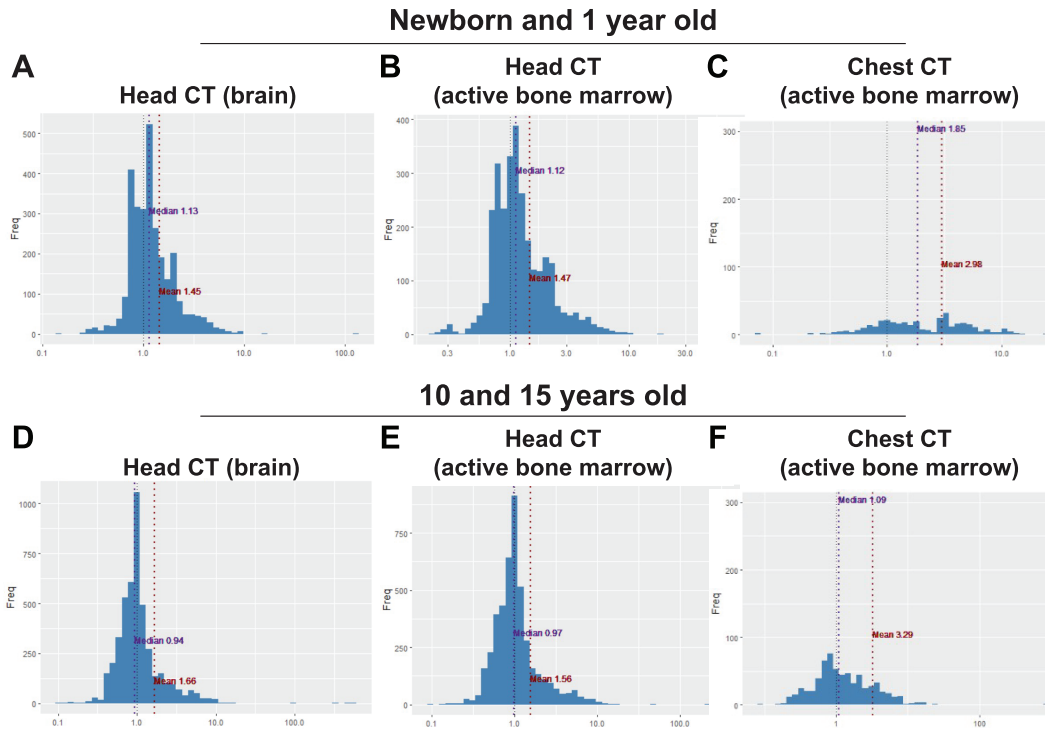 Newborn and 1 year old
A
Head CT (brain)
Freq
500
400
300
200
100
0
Median 1.13
Mean 1.45
0.1 1.0 10.0 100.0
B
Head CT
(active bone marrow)
Freq
400
300
200
100
0
Median 1.12
Mean 1.47
0.3 1.0 3.0 10.0 30.0
C
Chest CT
(active bone marrow)
Freq
300
200
100
0
Median 1.85
Mean 2.98
0.1 1.0 10.0
10 and 15 years old
D
Head CT (brain)
Freq
1000
750
500
250
0
Median 0.94
Mean 1.66
0.1 1.0 10.0 100.0
E
Head CT
(active bone marrow)
Freq
750
500
250
0
Median 0.97
Mean 1.56
0.1 1.0 10.0 100.0
F
Chest CT
(active bone marrow)
Freq
300
200
100
0
Median 1.09
Mean 3.29
1 100